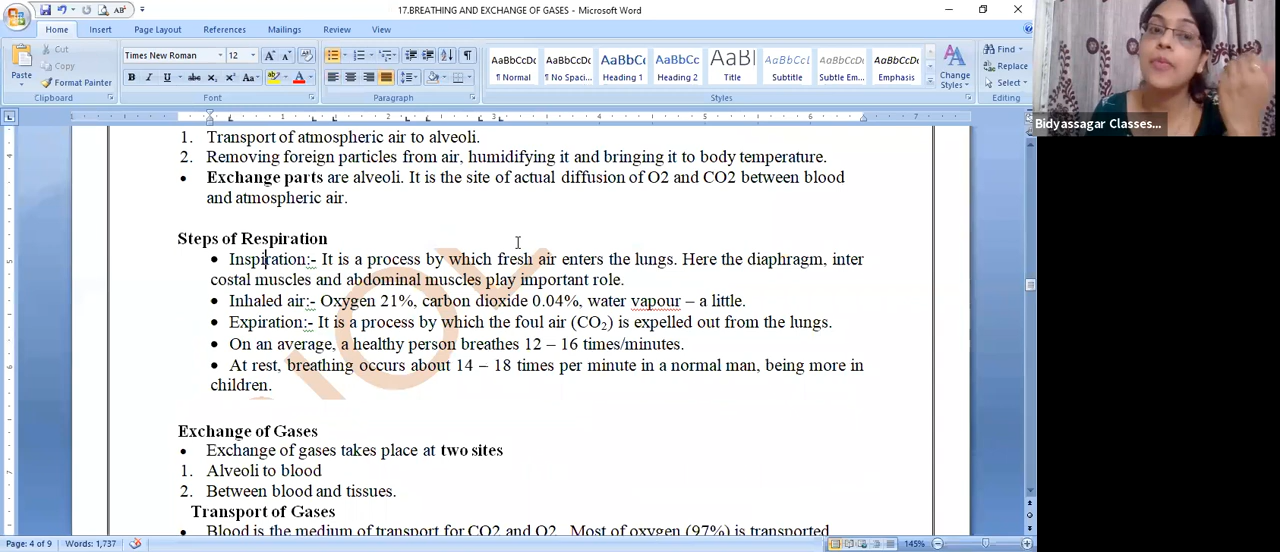 17.BREATHING AND EXCHANGE OF GASES - Microsoft Word
Home Insert Page Layout References Mailings Review View
Paste
Cut
Copy
Format Painter
Clipboard
Times New Roman 12
Font
Paragraph
AaBbCcDc ¶ Normal
AaBbCcDc ¶ No Spaci...
AaBbCc Heading 1
AaBbCc Heading 2
AaBl Title
AaBbCcl Subtitle
AaBbCcDc Subtle Em...
AaBbCcDc Emphasis
Change Styles
Styles
Find
Replace
Select
Editing
Bidyassagar Classes...
1. Transport of atmospheric air to alveoli.
2. Removing foreign particles from air, humidifying it and bringing it to body temperature.
• Exchange parts are alveoli. It is the site of actual diffusion of O2 and CO2 between blood
and atmospheric air.
Steps of Respiration
• Inspiration:- It is a process by which fresh air enters the lungs. Here the diaphragm, inter
costal muscles and abdominal muscles play important role.
• Inhaled air:- Oxygen 21%, carbon dioxide 0.04%, water vapour – a little.
• Expiration:- It is a process by which the foul air (CO₂) is expelled out from the lungs.
• On an average, a healthy person breathes 12 – 16 times/minutes.
• At rest, breathing occurs about 14 – 18 times per minute in a normal man, being more in
children.
Exchange of Gases
• Exchange of gases takes place at two sites
1. Alveoli to blood
2. Between blood and tissues.
Transport of Gases
• Blood is the medium of transport for CO2 and O2. Most of oxygen (97%) is transported
Page: 4 of 9 Words: 1,737 145%